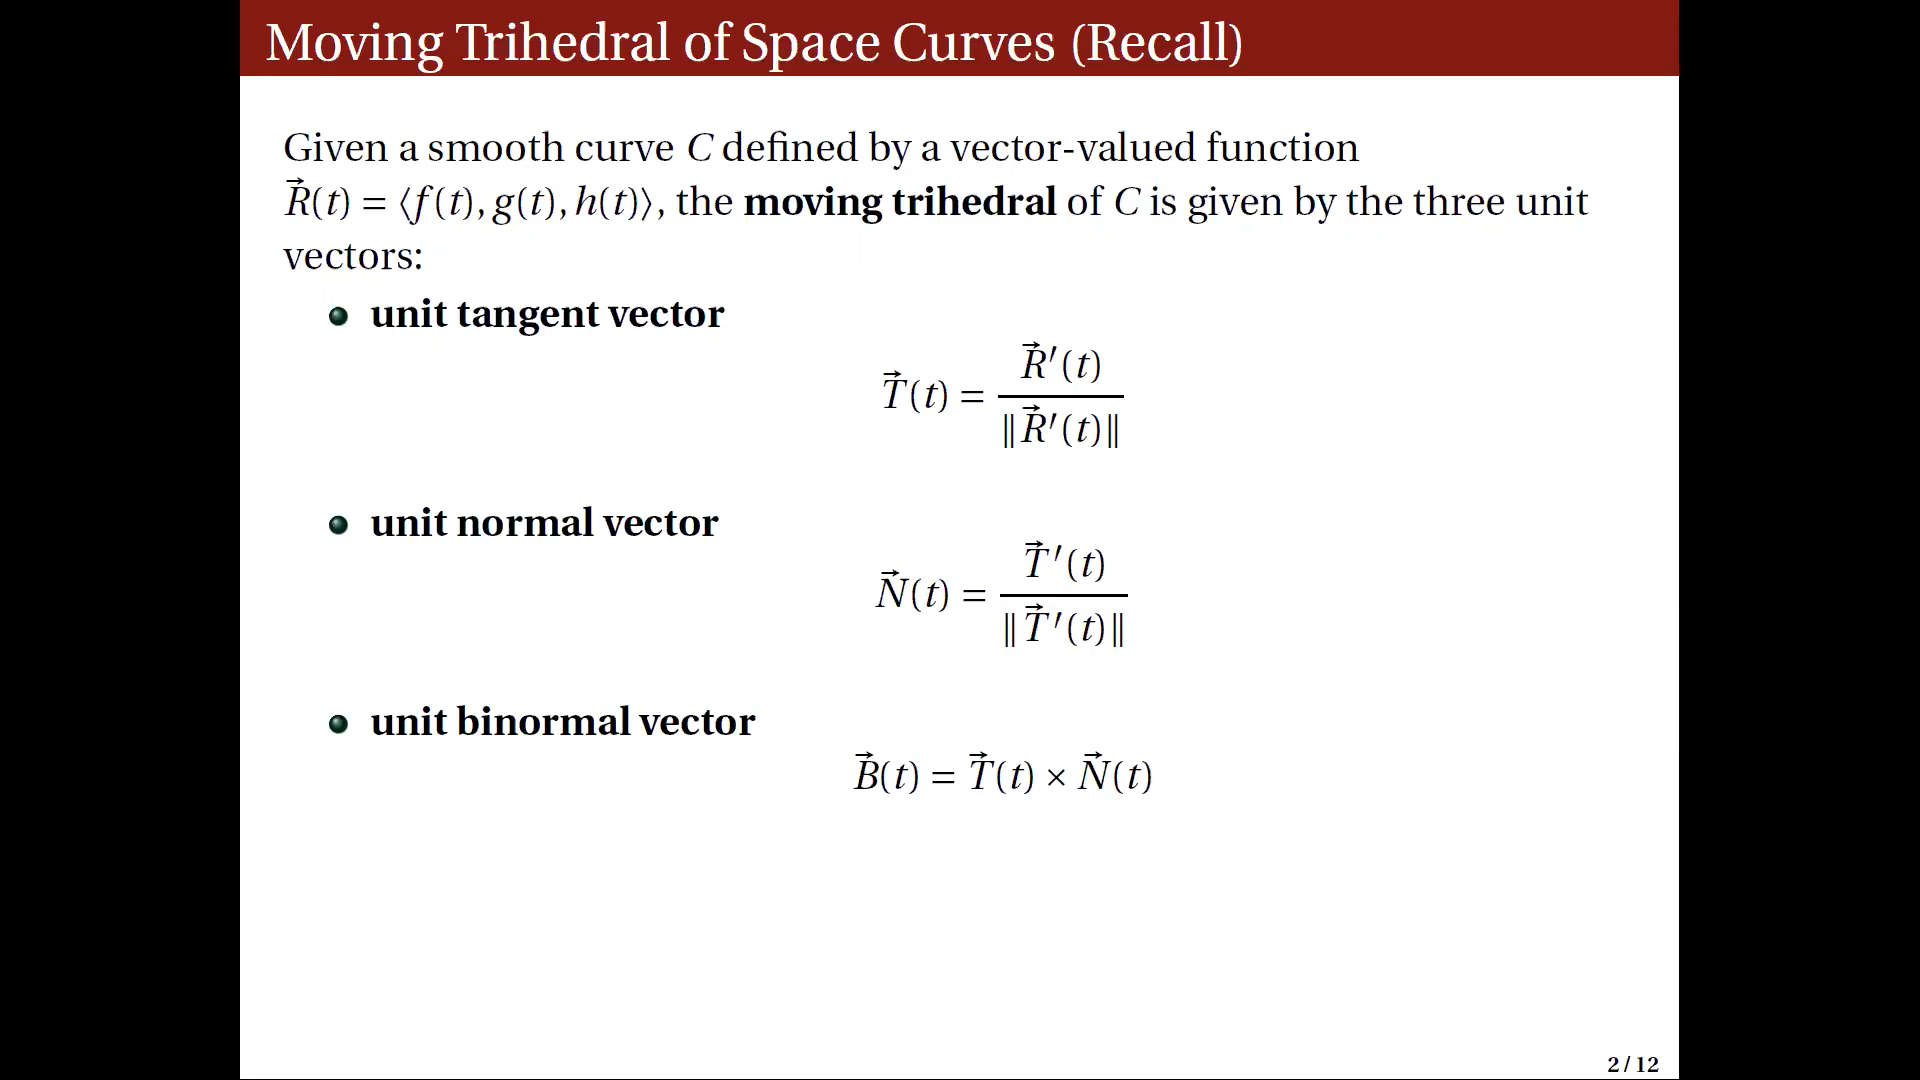 Moving Trihedral of Space Curves (Recall)
Given a smooth curve C defined by a vector-valued function
R⃗(t) = ⟨f(t), g(t), h(t)⟩, the moving trihedral of C is given by the three unit
vectors:
unit tangent vector
T⃗(t) = R⃗′(t) / ‖R⃗′(t)‖
unit normal vector
N⃗(t) = T⃗′(t) / ‖T⃗′(t)‖
unit binormal vector
B⃗(t) = T⃗(t) × N⃗(t)
2 / 12